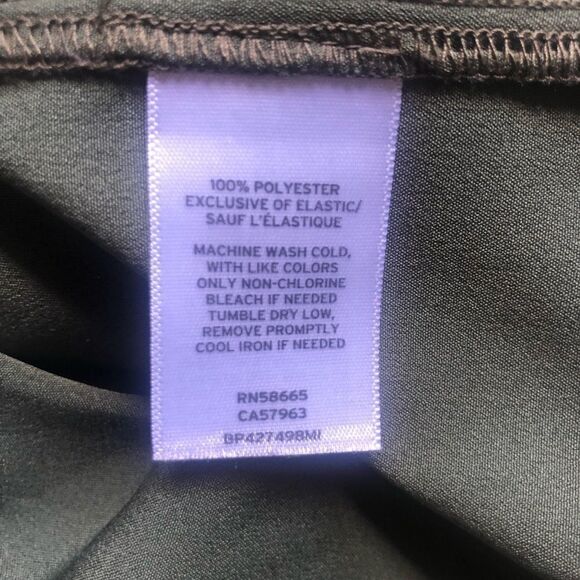 100% POLYESTER
EXCLUSIVE OF ELASTIC/
SAUF L'ÉLASTIQUE
MACHINE WASH COLD,
WITH LIKE COLORS
ONLY NON-CHLORINE
BLEACH IF NEEDED
TUMBLE DRY LOW,
REMOVE PROMPTLY
COOL IRON IF NEEDED
RN58665
CA57963
BP427498MI